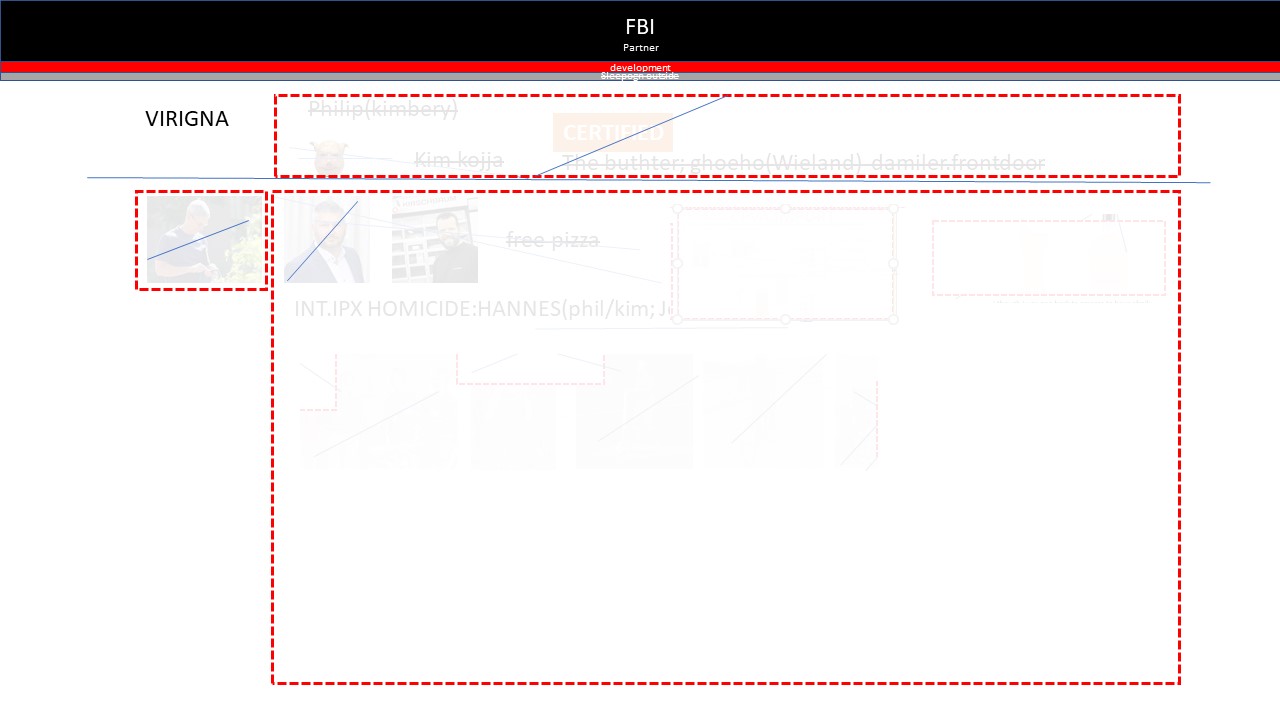 FBI
Partner
development
Sleepogn outside
VIRIGNA
Philip(kimbery)
CERTIFIED
Kim kojja
The buthter; ghoeho(Wieland) damiler.frontdoor
free pizza
INT.IPX HOMICIDE:HANNES(phil/kim;